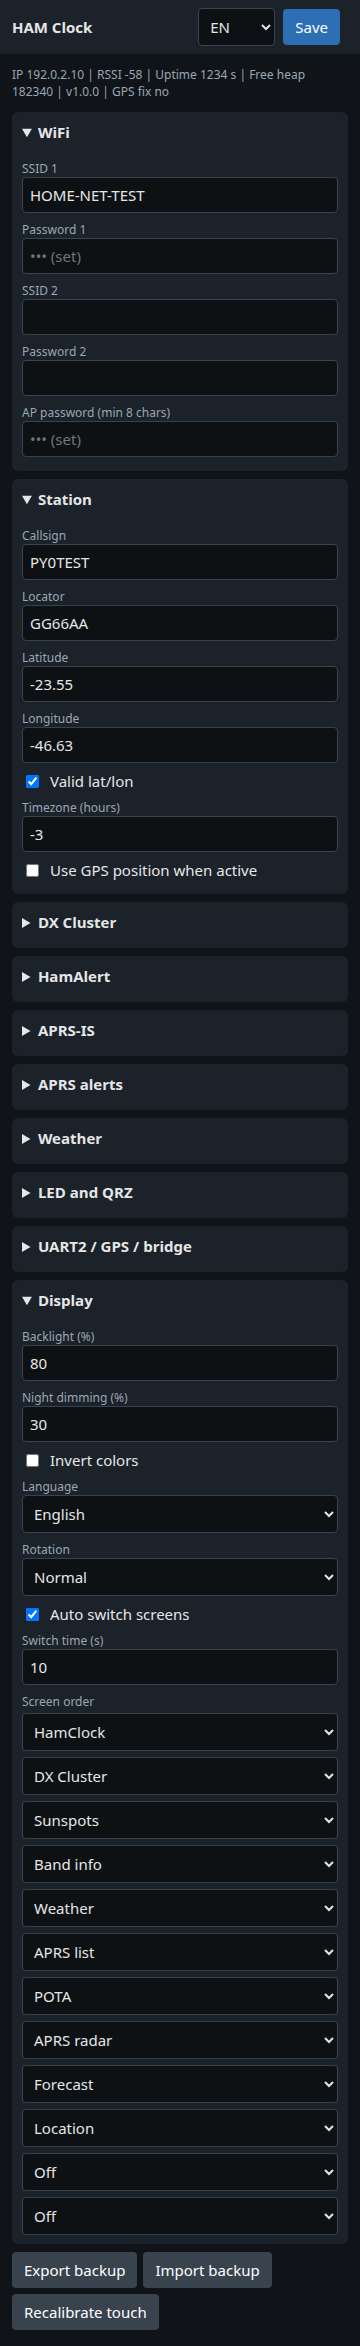 HAM Clock
EN
Save
IP 192.0.2.10 | RSSI -58 | Uptime 1234 s | Free heap
182340 | v1.0.0 | GPS fix no
▼ WiFi
SSID 1
HOME-NET-TEST
Password 1
••• (set)
SSID 2
Password 2
AP password (min 8 chars)
••• (set)
▼ Station
Callsign
PY0TEST
Locator
GG66AA
Latitude
-23.55
Longitude
-46.63
Valid lat/lon
Timezone (hours)
-3
Use GPS position when active
▶ DX Cluster
▶ HamAlert
▶ APRS-IS
▶ APRS alerts
▶ Weather
▶ LED and QRZ
▶ UART2 / GPS / bridge
▼ Display
Backlight (%)
80
Night dimming (%)
30
Invert colors
Language
English
Rotation
Normal
Auto switch screens
Switch time (s)
10
Screen order
HamClock
DX Cluster
Sunspots
Band info
Weather
APRS list
POTA
APRS radar
Forecast
Location
Off
Off
Export backup
Import backup
Recalibrate touch